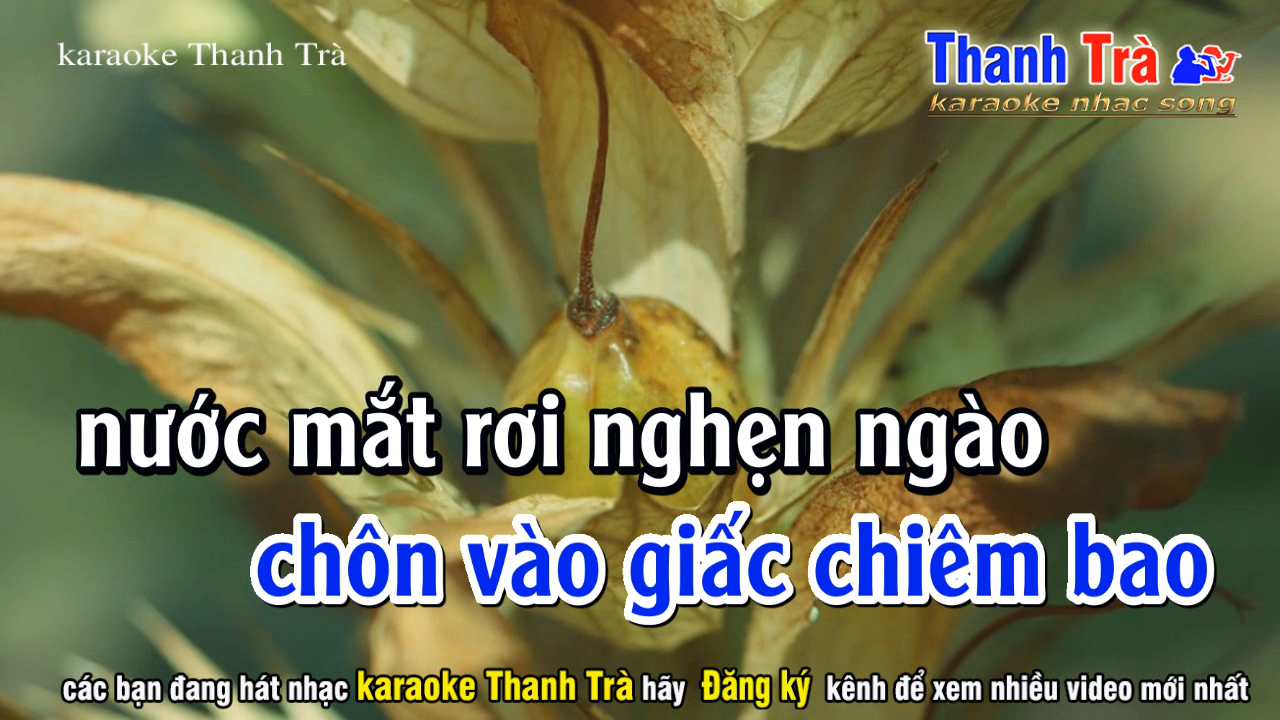 karaoke Thanh Trà
Thanh Trà
karaoke nhac song
nước mắt rơi nghẹn ngào
chôn vào giấc chiêm bao
các bạn đang hát nhạc karaoke Thanh Trà hãy Đăng ký kênh để xem nhiều video mới nhất